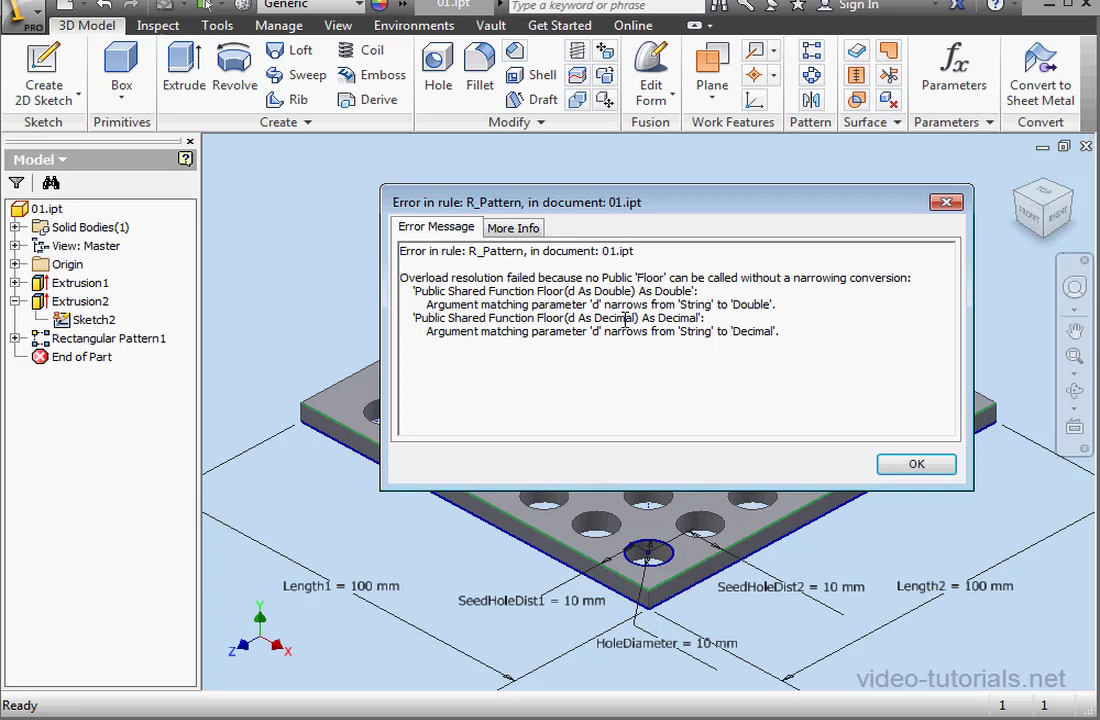 PRO
Generic
01.ipt
Type a keyword or phrase
Sign In
3D Model
Inspect
Tools
Manage
View
Environments
Vault
Get Started
Online
Create
2D Sketch
Box
Extrude
Revolve
Loft
Sweep
Rib
Coil
Emboss
Derive
Hole
Fillet
Shell
Draft
Edit
Form
Plane
fx
Parameters
Convert to
Sheet Metal
Sketch
Primitives
Create
Modify
Fusion
Work Features
Pattern
Surface
Parameters
Convert
Model
01.ipt
Solid Bodies(1)
View: Master
Origin
Extrusion1
Extrusion2
Sketch2
Rectangular Pattern1
End of Part
TOP
FRONT
RIGHT
Error in rule: R_Pattern, in document: 01.ipt
Error Message
More Info
Error in rule: R_Pattern, in document: 01.ipt
Overload resolution failed because no Public 'Floor' can be called without a narrowing conversion:
'Public Shared Function Floor(d As Double) As Double':
Argument matching parameter 'd' narrows from 'String' to 'Double'.
'Public Shared Function Floor(d As Decimal) As Decimal':
Argument matching parameter 'd' narrows from 'String' to 'Decimal'.
OK
Length1 = 100 mm
SeedHoleDist1 = 10 mm
SeedHoleDist2 = 10 mm
Length2 = 100 mm
HoleDiameter = 10 mm
Y
Z
X
video-tutorials.net
Ready
1
1